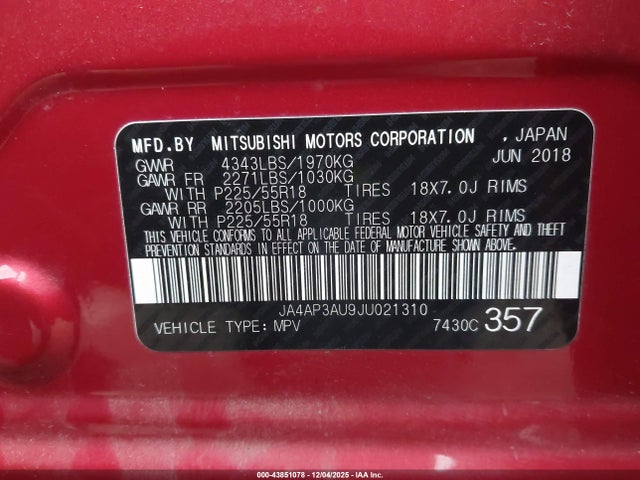 MFD.BY MITSUBISHI MOTORS CORPORATION , JAPAN
GVWR 4343LBS/1970KG JUN 2018
GAWR FR 2271LBS/1030KG
WITH P225/55R18 TIRES 18X7.0J RIMS
GAWR RR 2205LBS/1000KG
WITH P225/55R18 TIRES 18X7.0J RIMS
THIS VEHICLE CONFORMS TO ALL APPLICABLE FEDERAL MOTOR VEHICLE SAFETY AND THEFT
PREVENTION STANDARDS IN EFFECT ON THE DATE OF MANUFACTURE SHOWN ABOVE.
JA4AP3AU9JU021310
VEHICLE TYPE: MPV 7430C 357
000-43851078 - 12/04/2025 - IAA Inc.